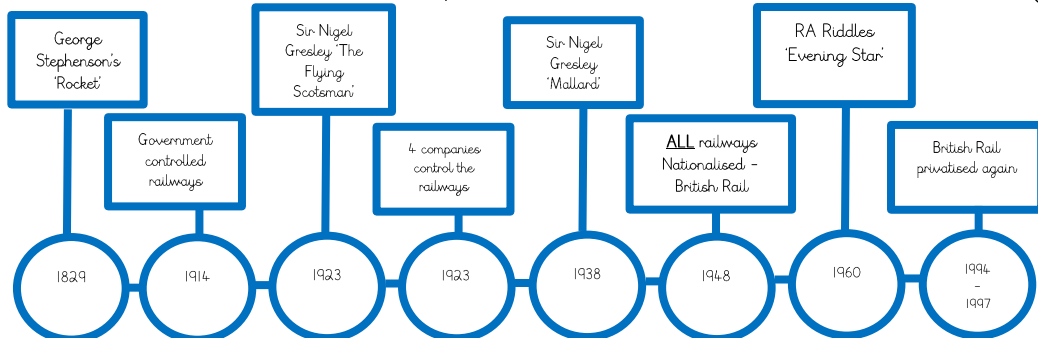 George
Stephenson's
'Rocket'
Government
controlled
railways
Sir Nigel
Gresley 'The
Flying
Scotsman'
4 companies
control the
railways
Sir Nigel
Gresley
'Mallard'
ALL railways
Nationalised –
British Rail
RA Riddles
'Evening Star'
British Rail
privatised again
1829
1914
1923
1923
1938
1948
1960
1994
–
1997